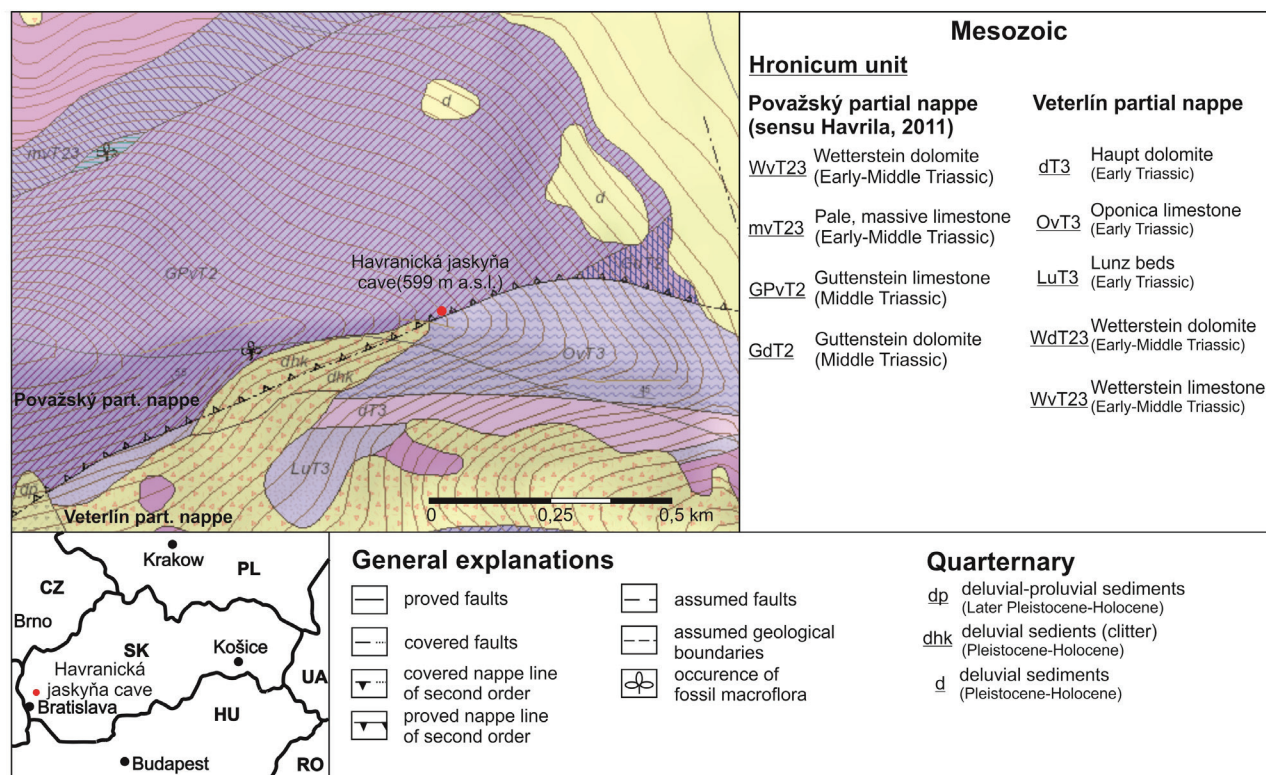 d
mvT23
d
GPvT2
Havranická jaskyňa
cave(599 m a.s.l.)
dhk
OvT3
55
dhk
45
Považský part. nappe
dT3
LuT3
dp
Veterlín part. nappe
0
0,25
0,5 km
Mesozoic
Hronicum unit
Považský partial nappe
(sensu Havrila, 2011)
WvT23 Wetterstein dolomite
(Early-Middle Triassic)
mvT23 Pale, massive limestone
(Early-Middle Triassic)
GPvT2 Guttenstein limestone
(Middle Triassic)
GdT2 Guttenstein dolomite
(Middle Triassic)
Veterlín partial nappe
dT3 Haupt dolomite
(Early Triassic)
OvT3 Oponica limestone
(Early Triassic)
LuT3 Lunz beds
(Early Triassic)
WdT23 Wetterstein dolomite
(Early-Middle Triassic)
WvT23 Wetterstein limestone
(Early-Middle Triassic)
Krakow
CZ
PL
Brno
SK
Košice
Havranická
jaskyňa cave
UA
Bratislava
HU
Budapest
RO
General explanations
proved faults
covered faults
covered nappe line
of second order
proved nappe line
of second order
assumed faults
assumed geological
boundaries
occurence of
fossil macroflora
Quarternary
dp deluvial-proluvial sediments
(Later Pleistocene-Holocene)
dhk deluvial sedients (clitter)
(Pleistocene-Holocene)
d deluvial sediments
(Pleistocene-Holocene)